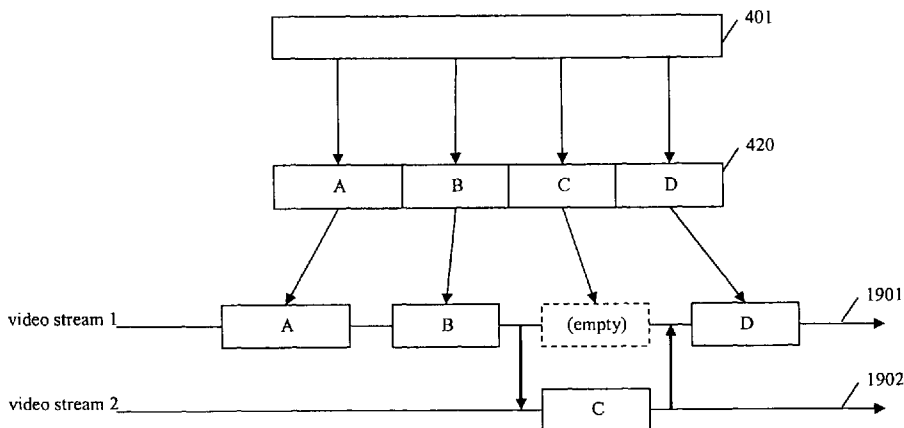 401
420
A B C D
video stream 1 A B (empty) D 1901
video stream 2 C 1902